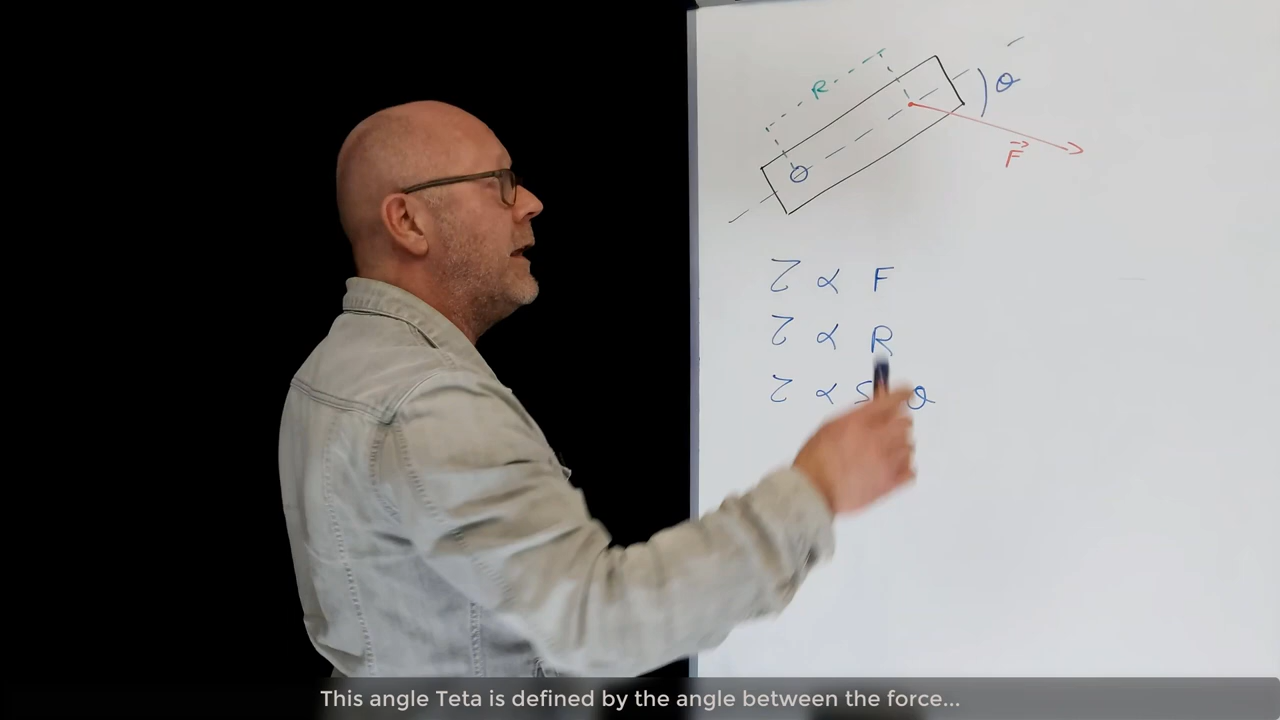 R
θ
F
τ α F
τ α R
τ α θ
This angle Teta is defined by the angle between the force...